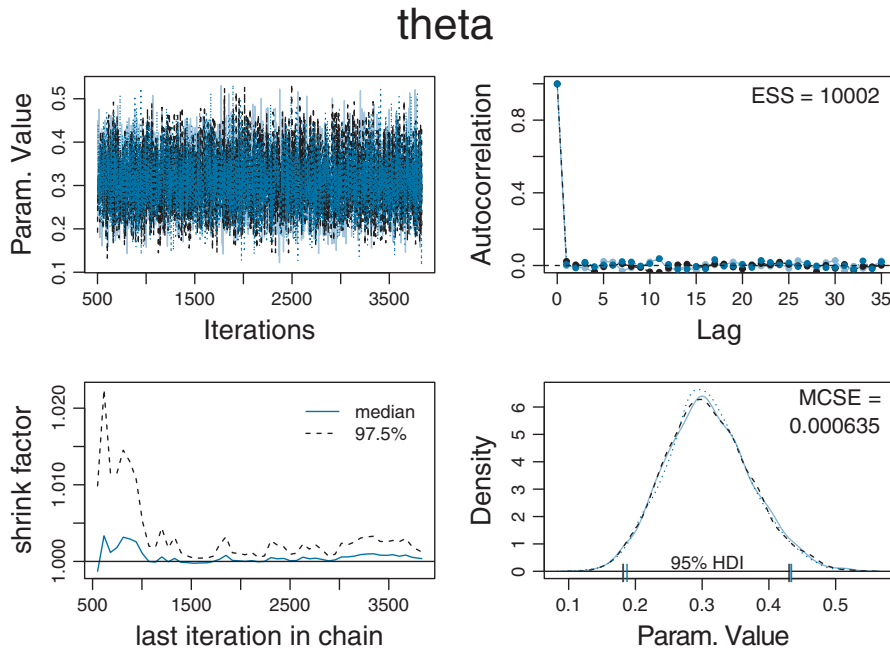 theta
Param. Value
0.5
0.4
0.3
0.2
0.1
500 1500 2500 3500
Iterations
Autocorrelation
0.8
0.4
0.0
ESS = 10002
0 5 10 15 20 25 30 35
Lag
shrink factor
1.020
1.010
1.000
median
97.5%
500 1500 2500 3500
last iteration in chain
Density
6
5
4
3
2
1
0
MCSE =
0.000635
95% HDI
0.1 0.2 0.3 0.4 0.5
Param. Value